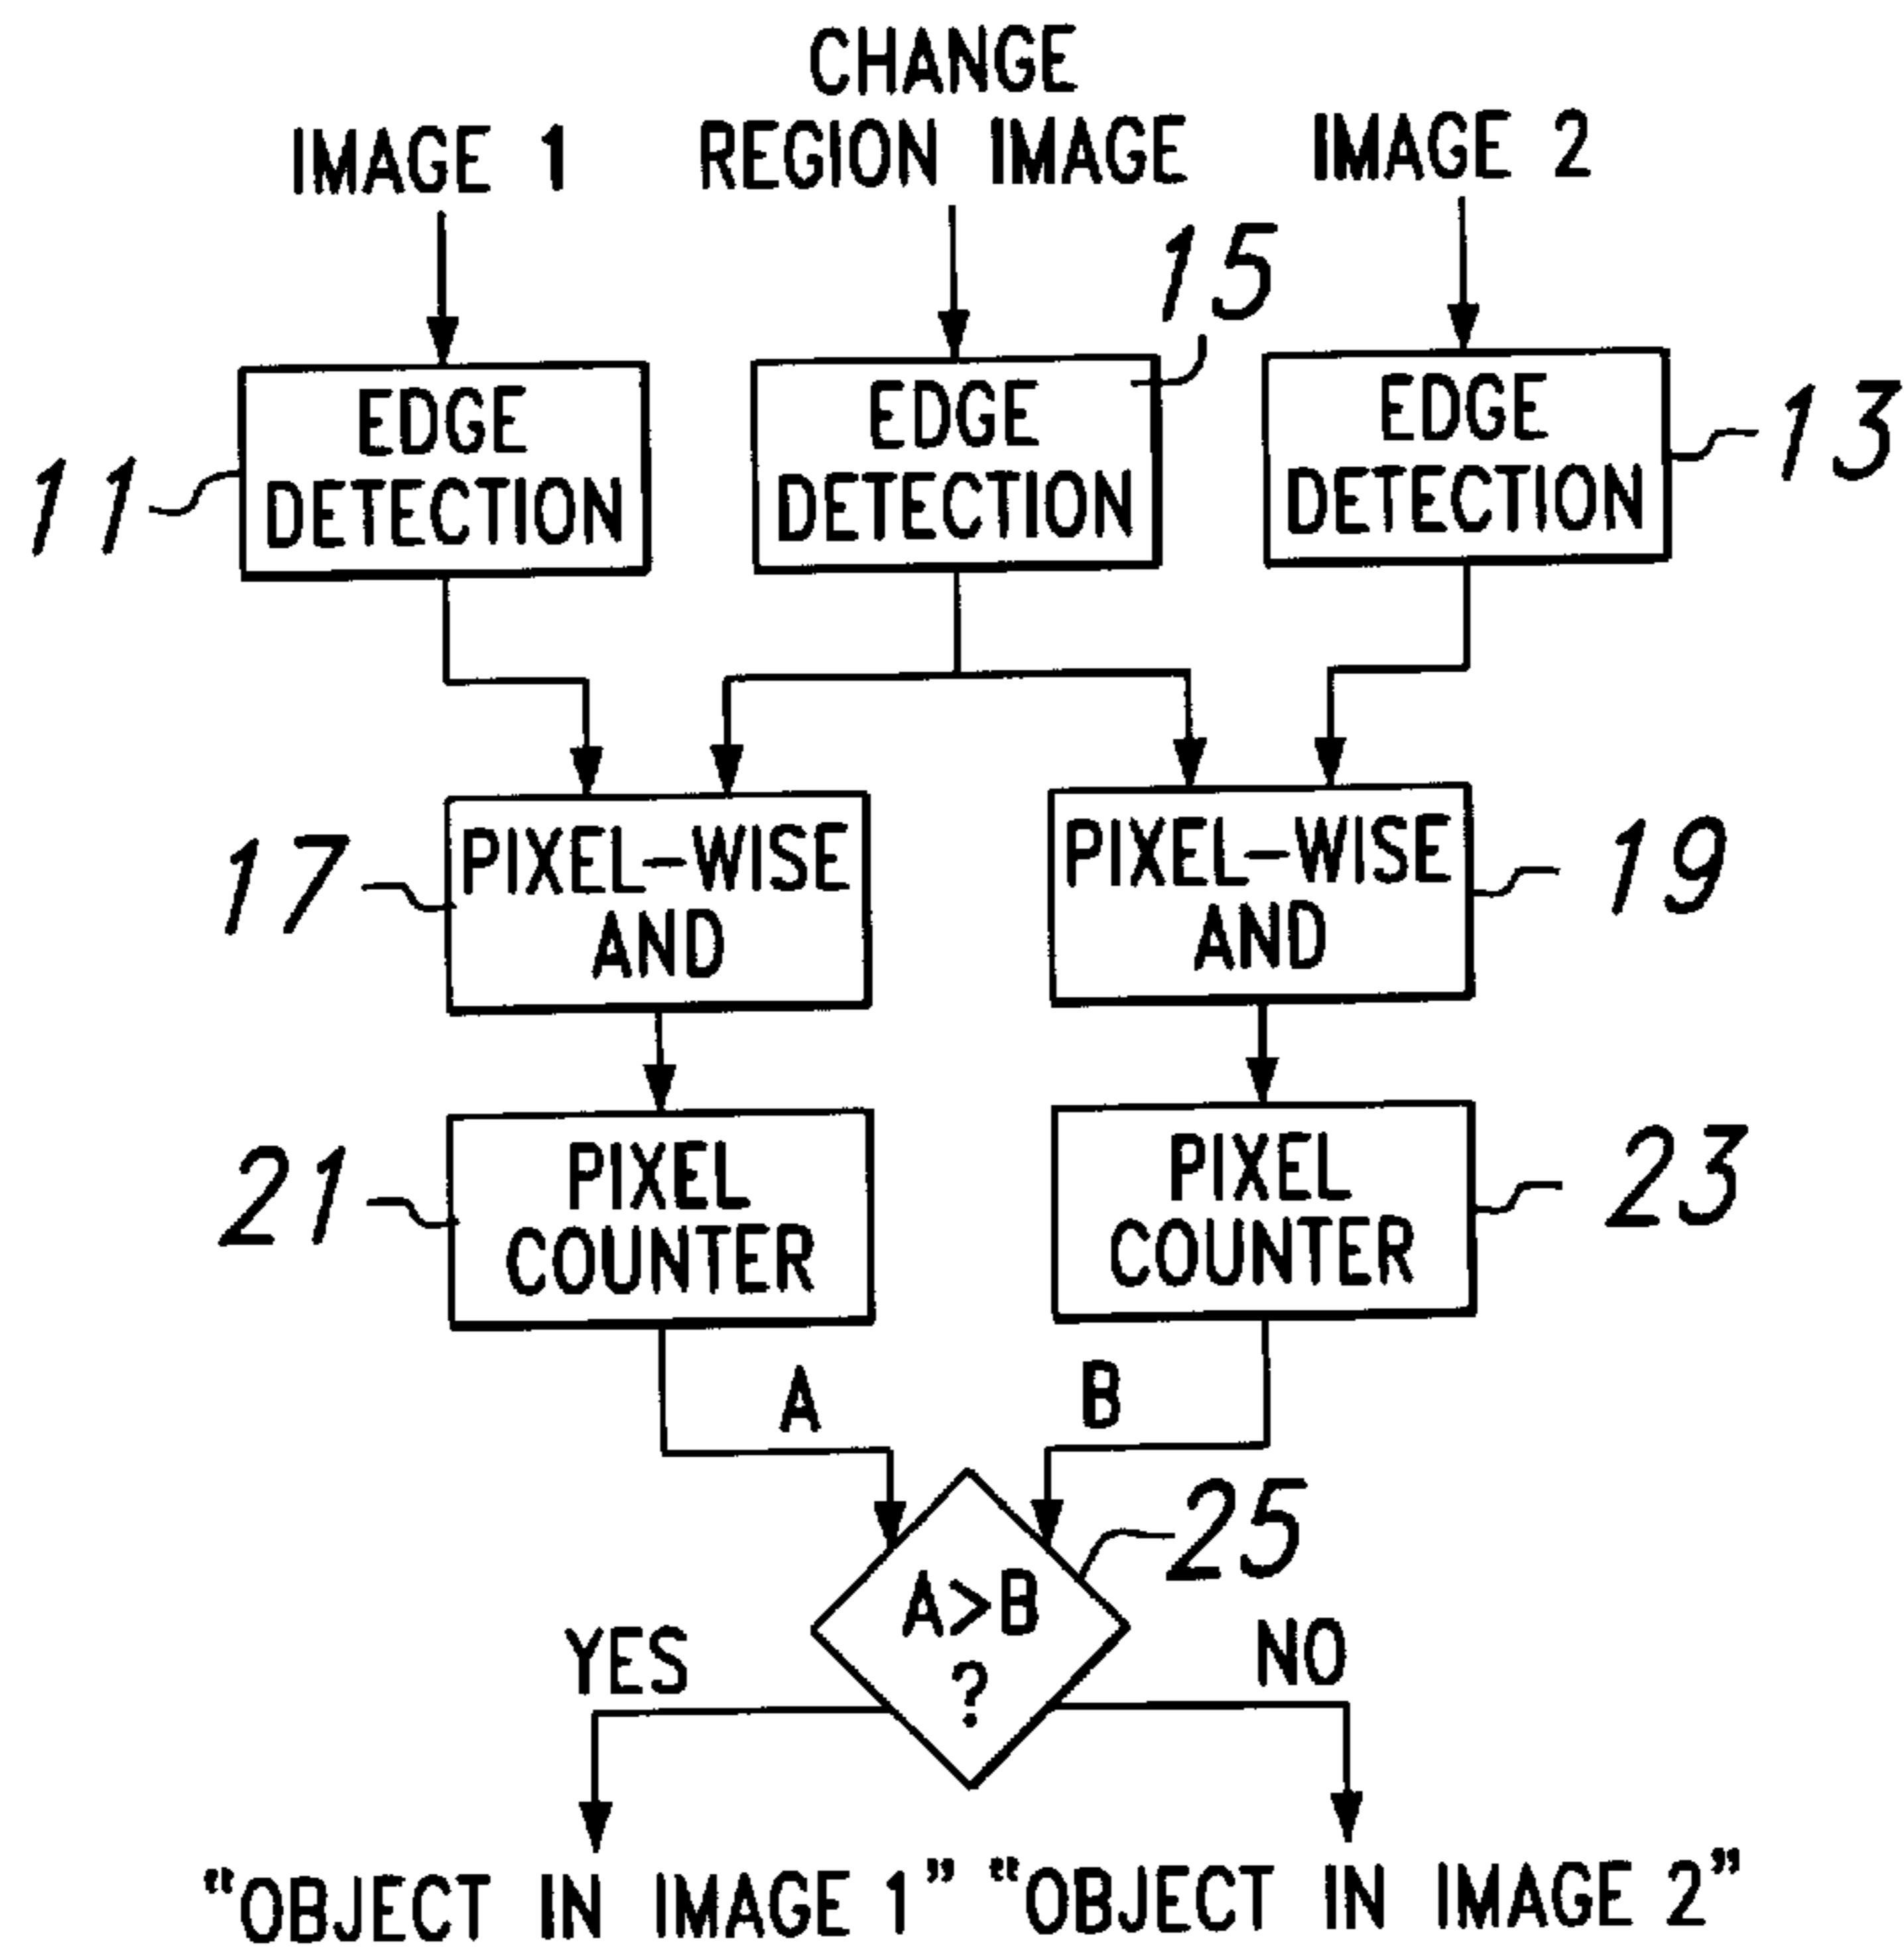 CHANGE
IMAGE 1
REGION IMAGE
IMAGE 2
15
EDGE
DETECTION
EDGE
DETECTION
EDGE
DETECTION
11
13
PIXEL-WISE
AND
PIXEL-WISE
AND
17
19
PIXEL
COUNTER
PIXEL
COUNTER
21
23
A
B
25
A>B
?
YES
NO
"OBJECT IN IMAGE 1"
"OBJECT IN IMAGE 2"